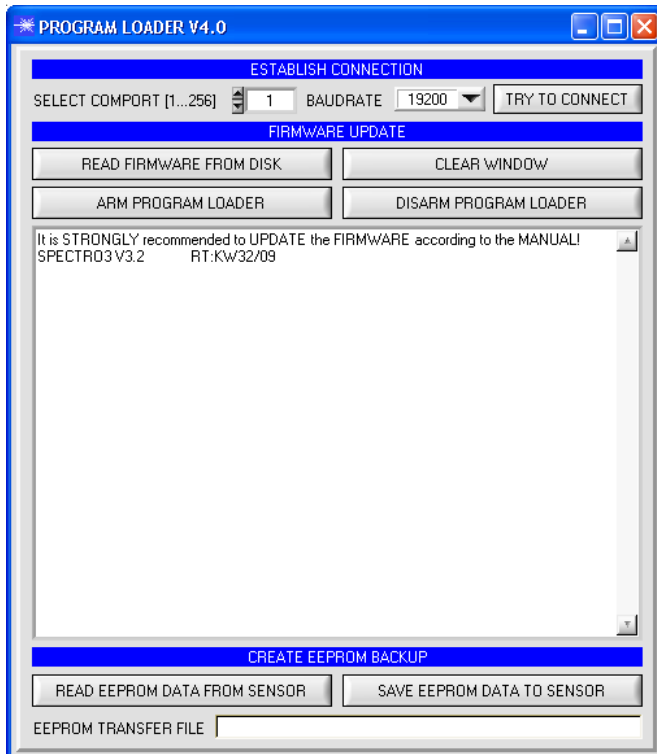 PROGRAM LOADER V4.0
ESTABLISH CONNECTION
SELECT COMPORT [1...256] 1 BAUDRATE 19200 TRY TO CONNECT
FIRMWARE UPDATE
READ FIRMWARE FROM DISK CLEAR WINDOW
ARM PROGRAM LOADER DISARM PROGRAM LOADER
It is STRONGLY recommended to UPDATE the FIRMWARE according to the MANUAL!
SPECTRO3 V3.2 RT:KW32/09
CREATE EEPROM BACKUP
READ EEPROM DATA FROM SENSOR SAVE EEPROM DATA TO SENSOR
EEPROM TRANSFER FILE